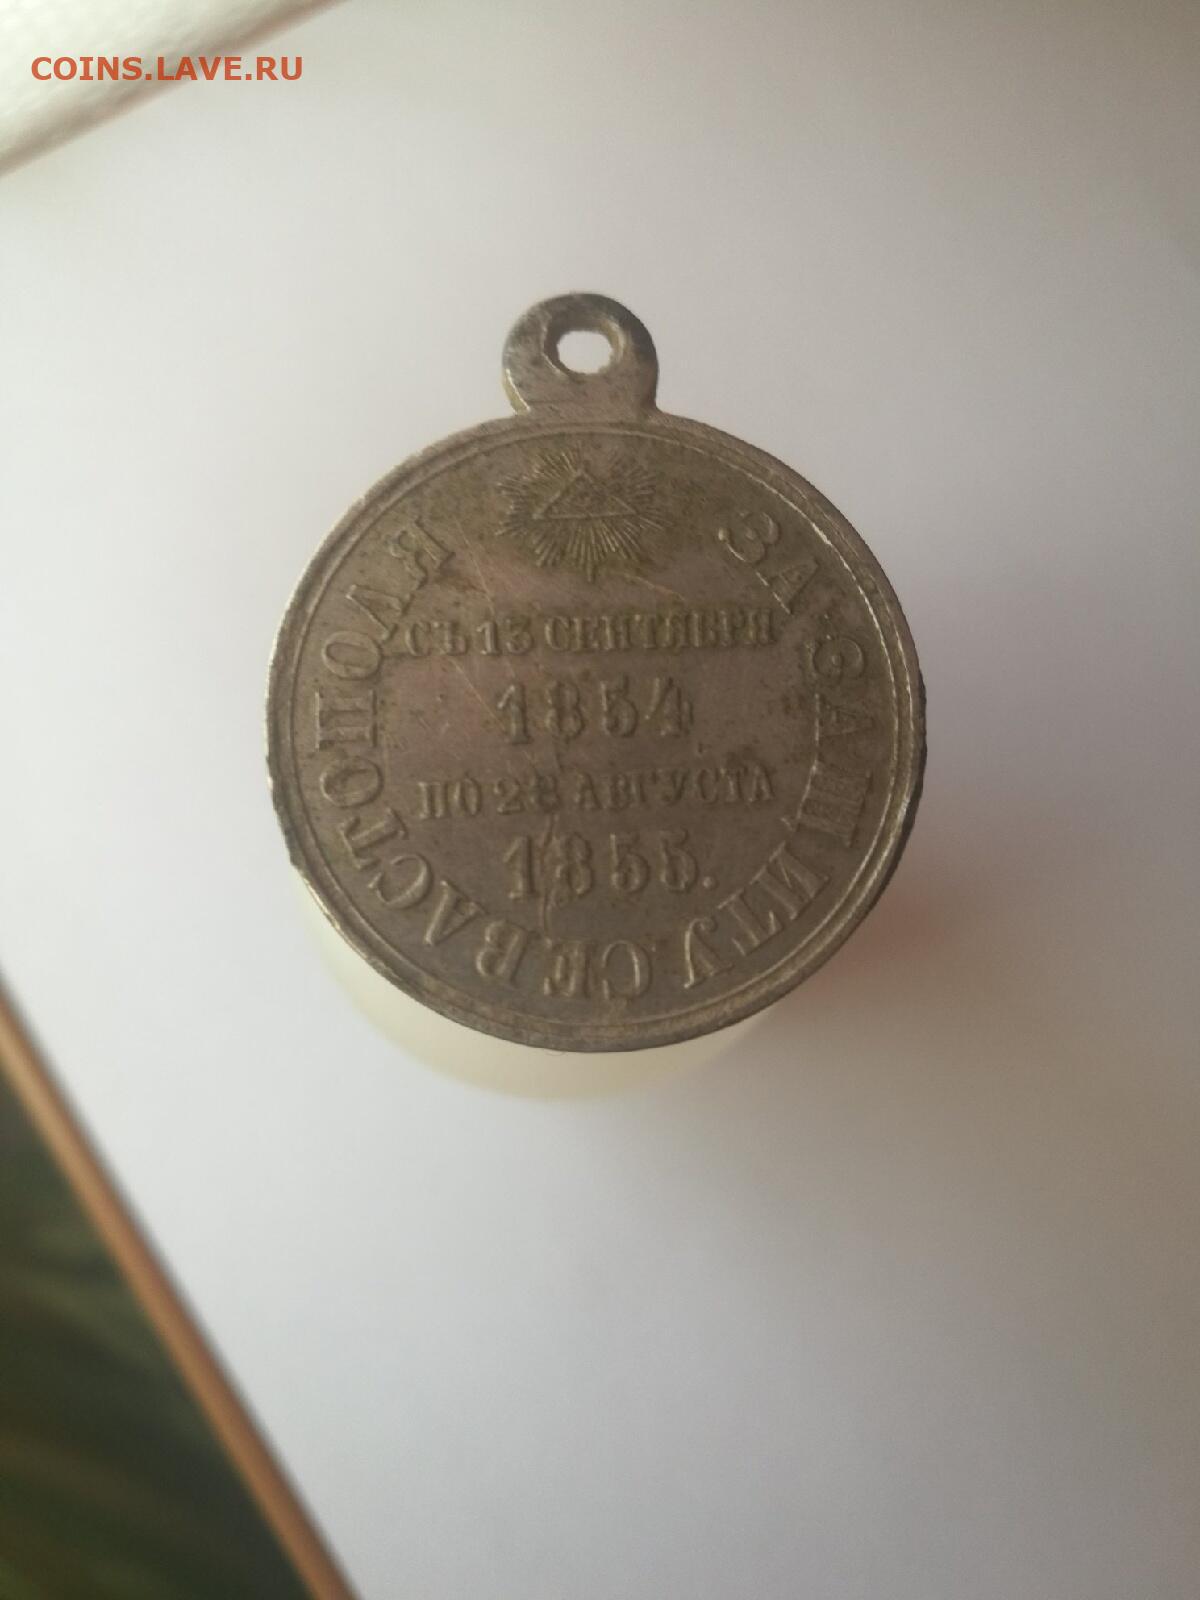 COINS.LAVE.RU
ЗА ЗАЩИТУ СЕВАСТОПОЛЯ
СЪ 13 СЕНТЯБРЯ
1854
ПО 28 АВГУСТА
1855.